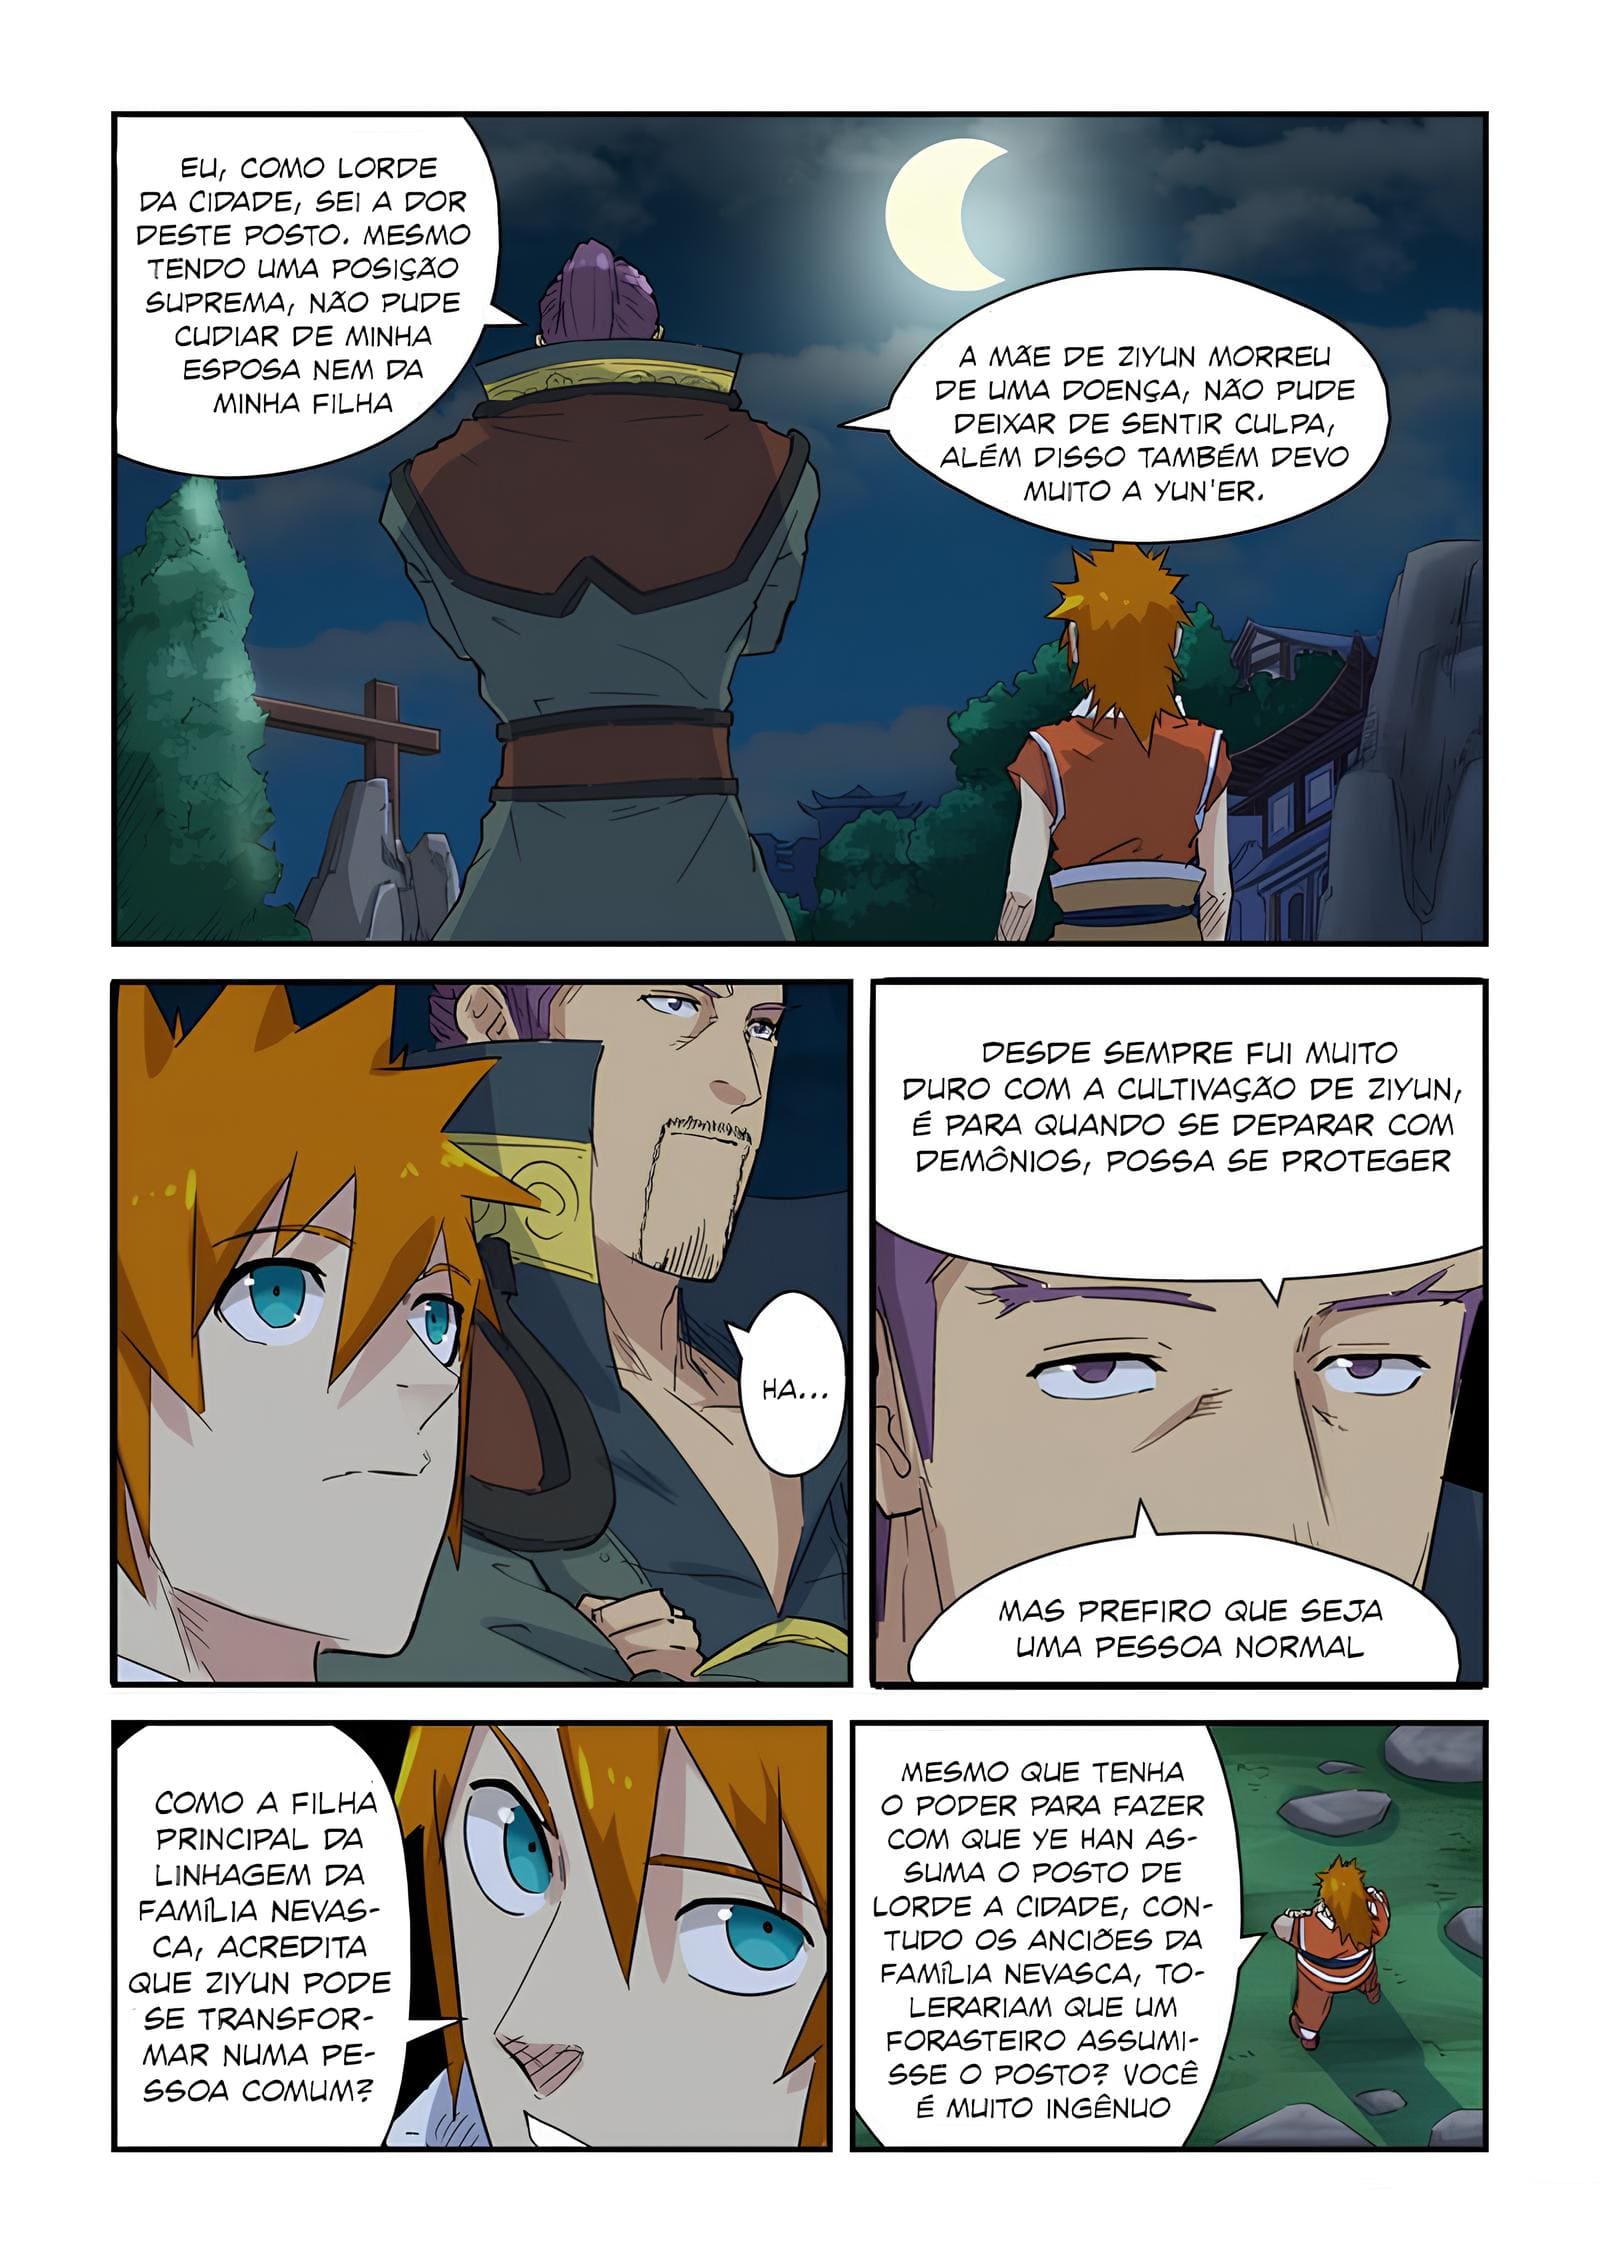 EU, COMO LORDE
DA CIDADE, SEI A DOR
DESTE POSTO. MESMO
TENDO UMA POSIÇÃO
SUPREMA, NÃO PUDE
CUDIAR DE MINHA
ESPOSA NEM DA
MINHA FILHA
A MÃE DE ZIYUN MORREU
DE UMA DOENÇA, NÃO PUDE
DEIXAR DE SENTIR CULPA,
ALÉM DISSO TAMBÉM DEVO
MUITO A YUN'ER.
HA...
DESDE SEMPRE FUI MUITO
DURO COM A CULTIVAÇÃO DE ZIYUN,
É PARA QUANDO SE DEPARAR COM
DEMÔNIOS, POSSA SE PROTEGER
MAS PREFIRO QUE SEJA
UMA PESSOA NORMAL
COMO A FILHA
PRINCIPAL DA
LINHAGEM DA
FAMÍLIA NEVAS-
CA, ACREDITA
QUE ZIYUN PODE
SE TRANSFOR-
MAR NUMA PE-
SSOA COMUM?
MESMO QUE TENHA
O PODER PARA FAZER
COM QUE YE HAN AS-
SUMA O POSTO DE
LORDE A CIDADE, CON-
TUDO OS ANCIÕES DA
FAMÍLIA NEVASCA, TO-
LERARIAM QUE UM
FORASTEIRO ASSUMI-
SSE O POSTO? VOCÊ
É MUITO INGÊNUO